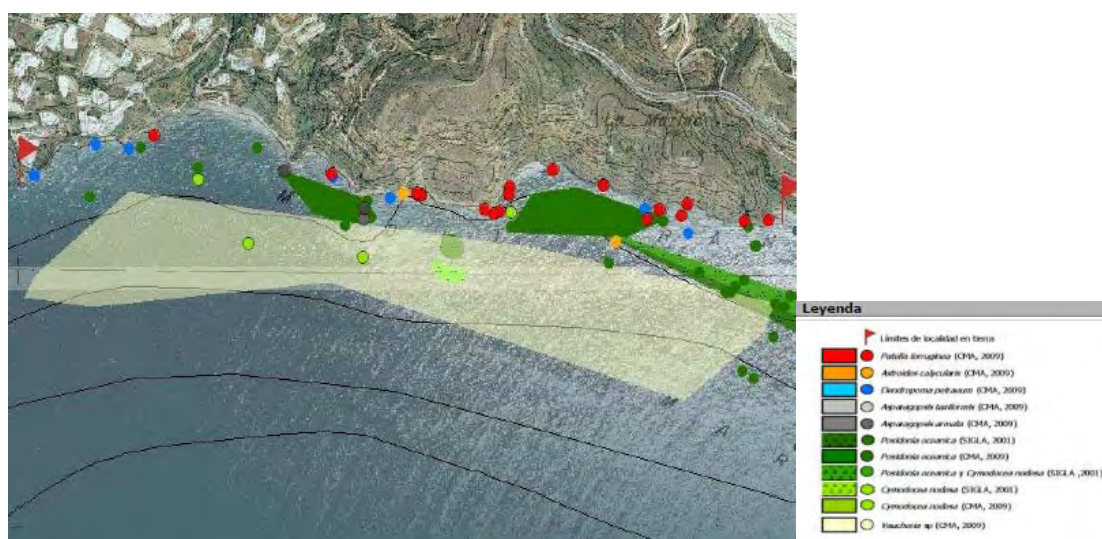 Leyenda
Límites de localidad en tierra
Patella ferruginea (CMA, 2009)
Astroides calycularis (CMA, 2009)
Dendropoma petraeum (CMA, 2009)
Asparagopsis taxiformis (CMA, 2009)
Asparagopsis armata (CMA, 2009)
Posidonia oceanica (SIGLA, 2001)
Posidonia oceanica (CMA, 2009)
Posidonia oceanica y Cymodocea nodosa (SIGLA ,2001)
Cymodocea nodosa (SIGLA, 2001)
Cymodocea nodosa (CMA, 2009)
Vaucheria sp (CMA, 2009)